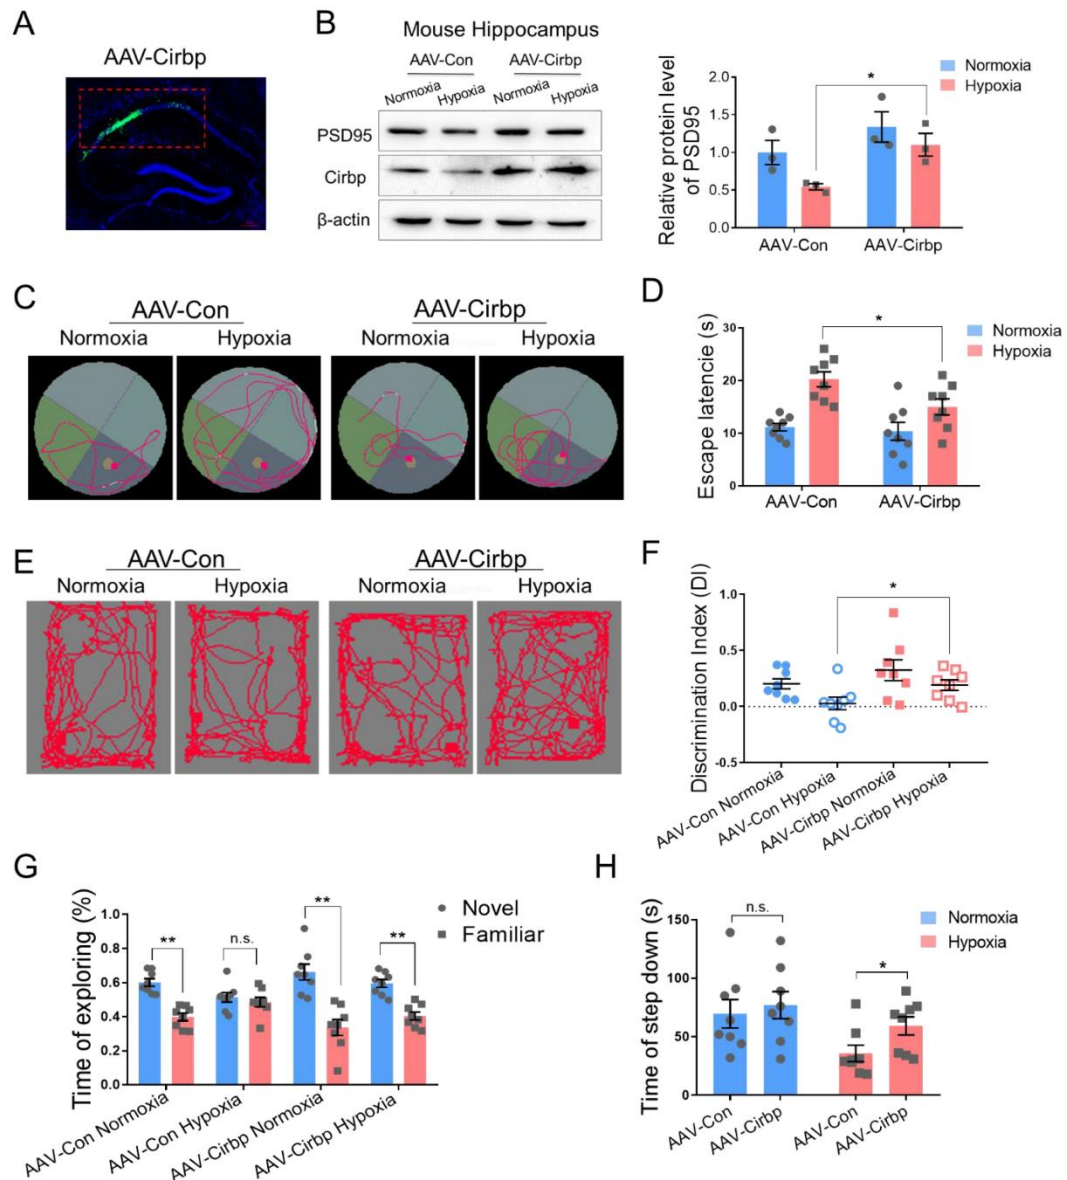 A
AAV-Cirbp
B
Mouse Hippocampus
AAV-Con AAV-Cirbp
Normoxia Hypoxia Normoxia Hypoxia
PSD95
Cirbp
β-actin
Relative protein level
of PSD95
2.0
1.5
1.0
0.5
0.0
*
AAV-Con AAV-Cirbp
Normoxia
Hypoxia
C
AAV-Con AAV-Cirbp
Normoxia Hypoxia Normoxia Hypoxia
D
Escape latencie (s)
30
20
10
0
*
AAV-Con AAV-Cirbp
Normoxia
Hypoxia
E
AAV-Con AAV-Cirbp
Normoxia Hypoxia Normoxia Hypoxia
F
Discrimination Index (DI)
1.0
0.5
0.0
-0.5
*
AAV-Con Normoxia
AAV-Con Hypoxia
AAV-Cirbp Normoxia
AAV-Cirbp Hypoxia
G
Time of exploring (%)
1.0
0.8
0.6
0.4
0.2
0.0
** n.s. ** **
Novel
Familiar
AAV-Con Normoxia
AAV-Con Hypoxia
AAV-Cirbp Normoxia
AAV-Cirbp Hypoxia
H
Time of step down (s)
150
100
50
0
n.s. *
Normoxia
Hypoxia
AAV-Con
AAV-Cirbp
AAV-Con
AAV-Cirbp